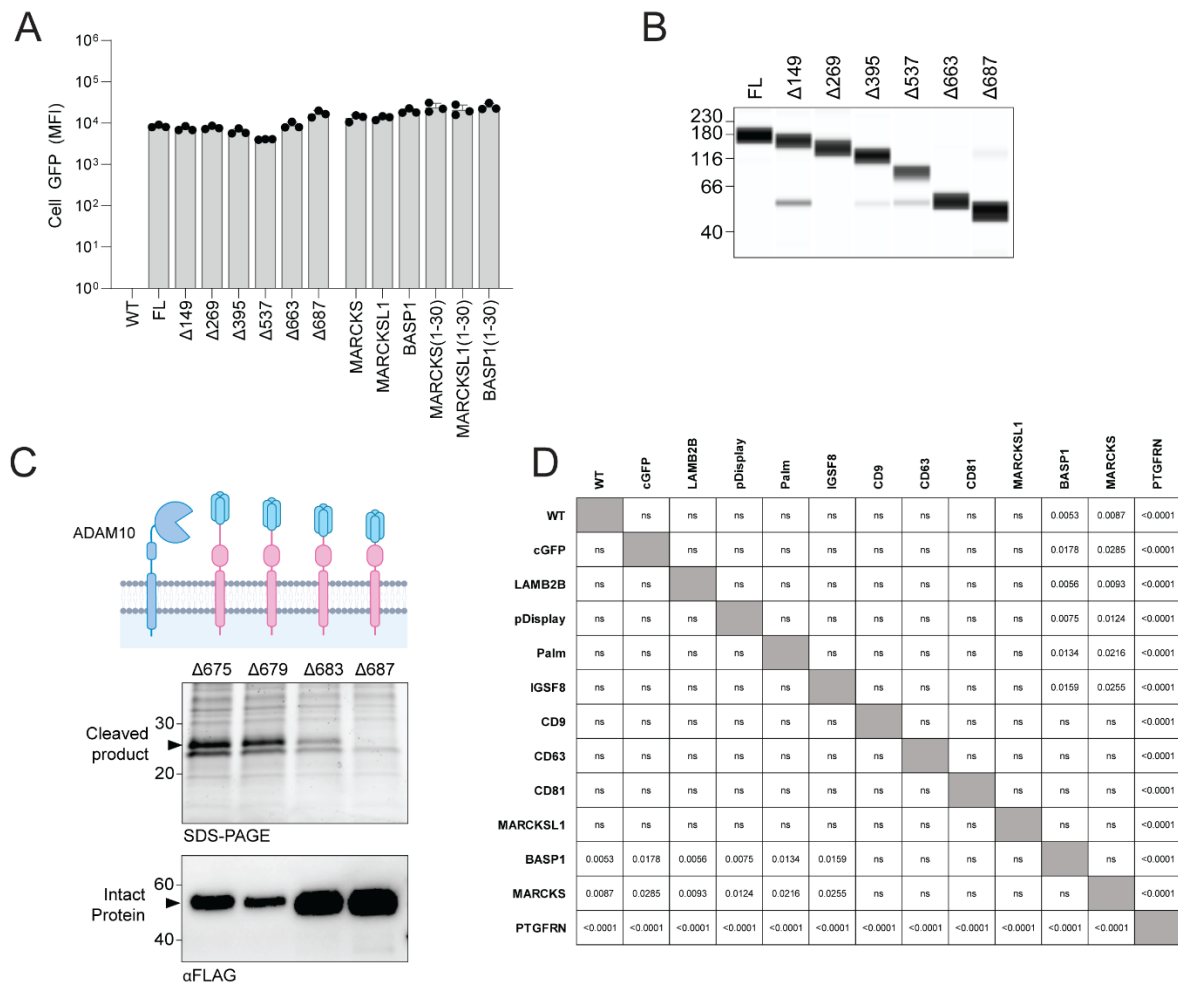 A
Cell GFP (MFI)
10⁶
10⁵
10⁴
10³
10²
10¹
10⁰
WT
FL
Δ149
Δ269
Δ395
Δ537
Δ663
Δ687
MARCKS
MARCKSL1
BASP1
MARCKS(1-30)
MARCKSL1(1-30)
BASP1(1-30)
B
FL Δ149 Δ269 Δ395 Δ537 Δ663 Δ687
230
180
116
66
40
C
ADAM10
Δ675 Δ679 Δ683 Δ687
Cleaved
product
30
20
SDS-PAGE
Intact
Protein
60
40
αFLAG
D
WT cGFP LAMB2B pDisplay Palm IGSF8 CD9 CD63 CD81 MARCKSL1 BASP1 MARCKS PTGFRN
WT ns ns ns ns ns ns ns ns ns 0.0053 0.0087 <0.0001
cGFP ns ns ns ns ns ns ns ns ns 0.0178 0.0285 <0.0001
LAMB2B ns ns ns ns ns ns ns ns ns 0.0056 0.0093 <0.0001
pDisplay ns ns ns ns ns ns ns ns ns 0.0075 0.0124 <0.0001
Palm ns ns ns ns ns ns ns ns ns 0.0134 0.0216 <0.0001
IGSF8 ns ns ns ns ns ns ns ns ns 0.0159 0.0255 <0.0001
CD9 ns ns ns ns ns ns ns ns ns ns ns <0.0001
CD63 ns ns ns ns ns ns ns ns ns ns ns <0.0001
CD81 ns ns ns ns ns ns ns ns ns ns ns <0.0001
MARCKSL1 ns ns ns ns ns ns ns ns ns ns ns <0.0001
BASP1 0.0053 0.0178 0.0056 0.0075 0.0134 0.0159 ns ns ns ns ns <0.0001
MARCKS 0.0087 0.0285 0.0093 0.0124 0.0216 0.0255 ns ns ns ns ns <0.0001
PTGFRN <0.0001 <0.0001 <0.0001 <0.0001 <0.0001 <0.0001 <0.0001 <0.0001 <0.0001 <0.0001 <0.0001 <0.0001